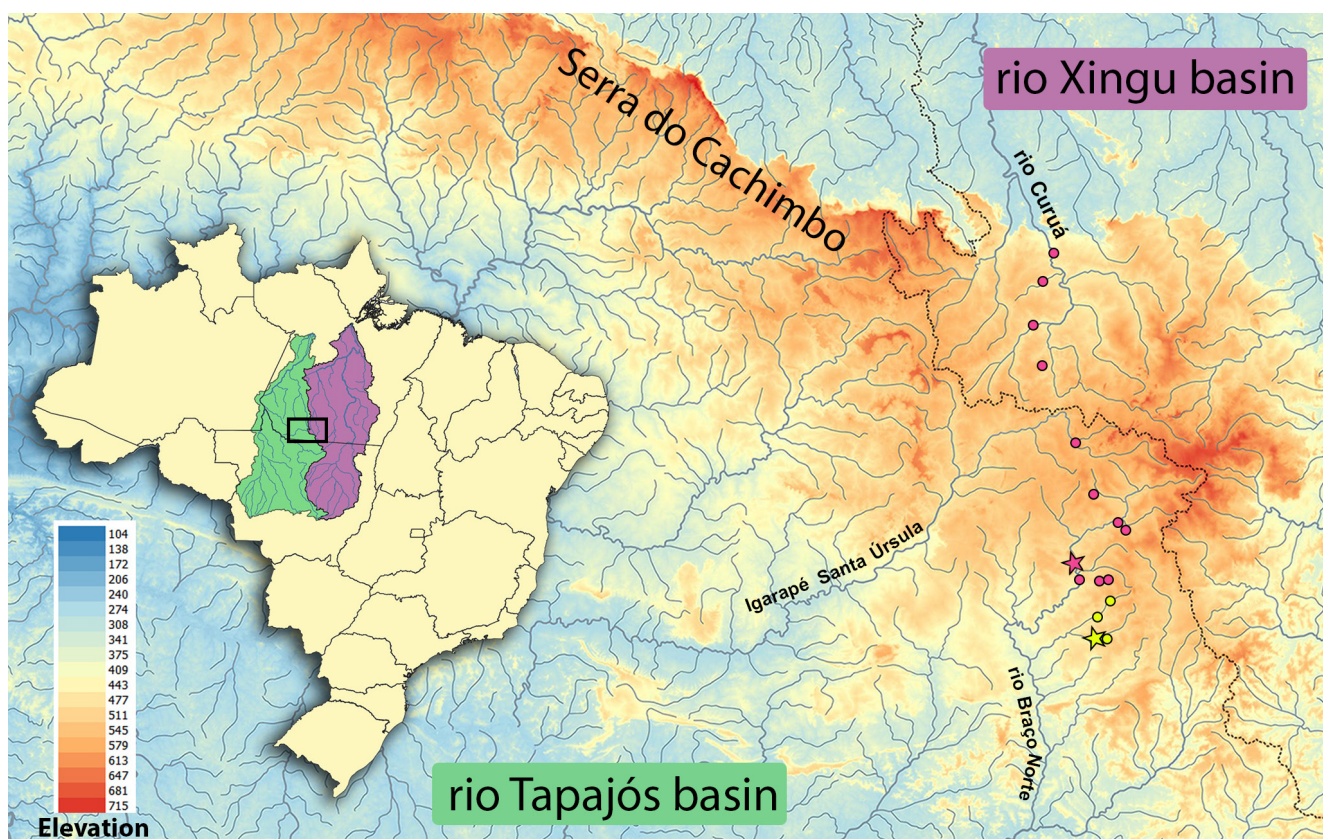 rio Xingu basin
Serra do Cachimbo
rio Curuá
Igarapé Santa Úrsula
rio Braço Norte
104
138
172
206
240
274
308
341
375
409
443
477
511
545
579
613
647
681
715
Elevation
rio Tapajós basin